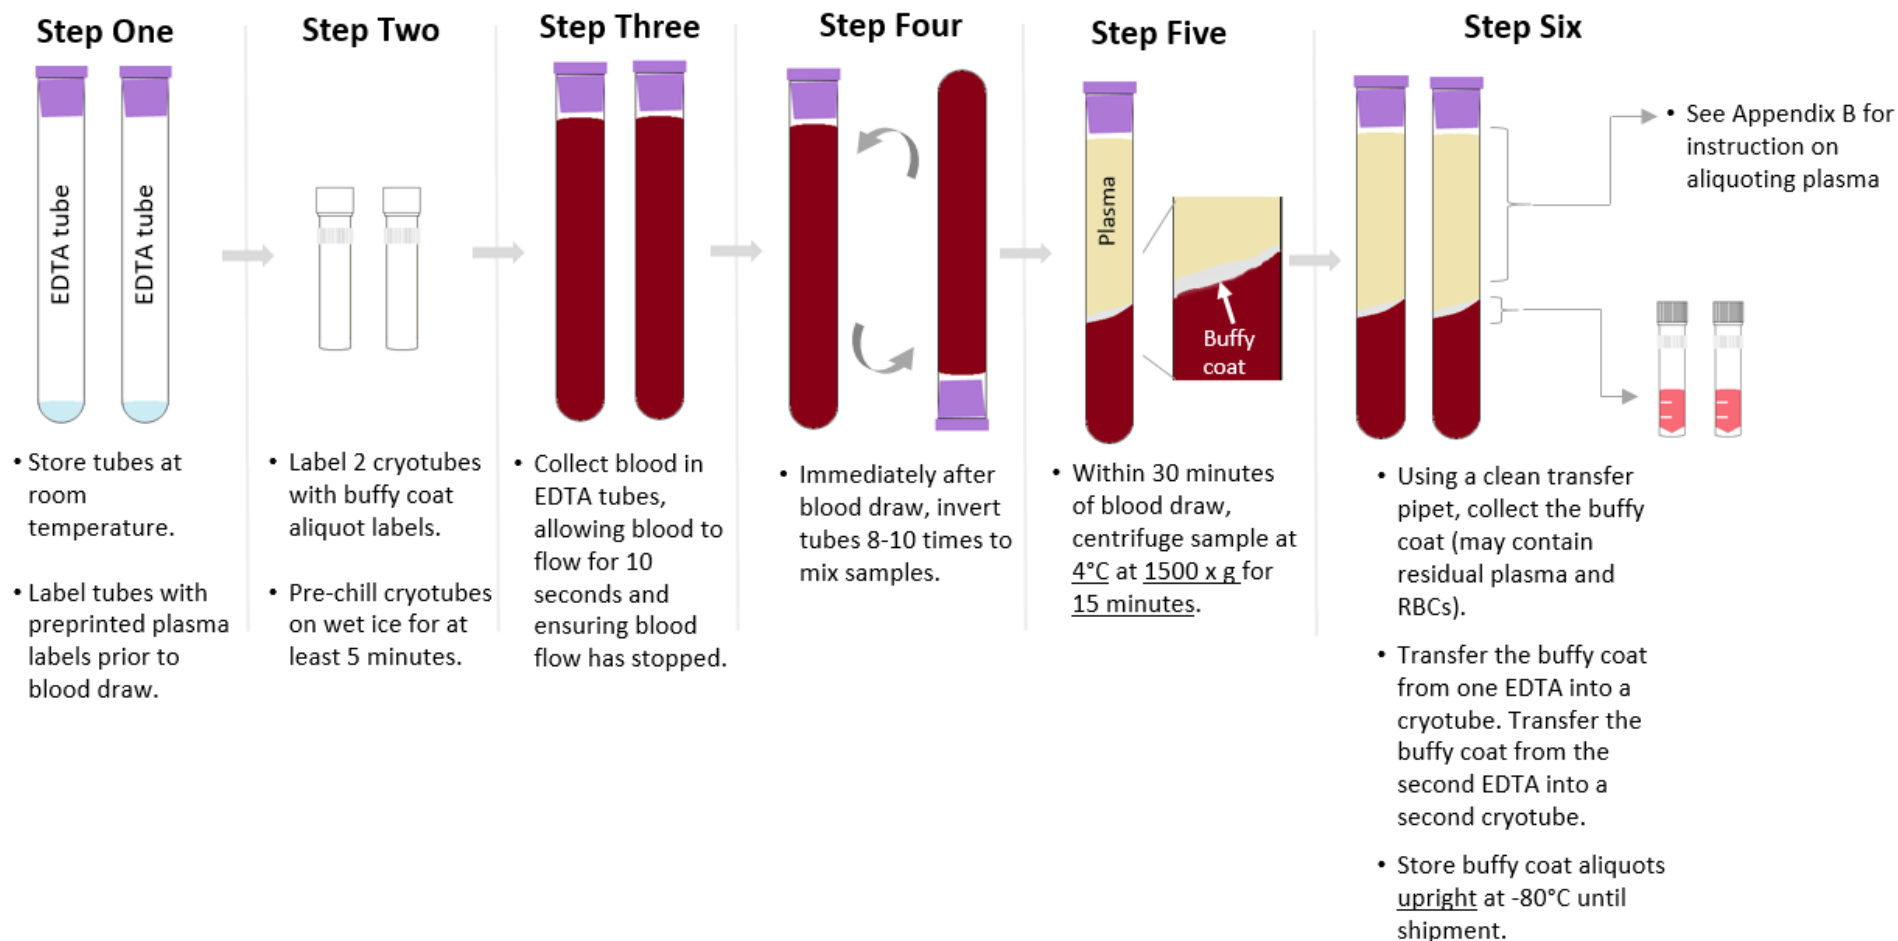 Step One
EDTA tube
EDTA tube
• Store tubes at
room
temperature.
• Label tubes with
preprinted plasma
labels prior to
blood draw.
Step Two
• Label 2 cryotubes
with buffy coat
aliquot labels.
• Pre-chill cryotubes
on wet ice for at
least 5 minutes.
Step Three
• Collect blood in
EDTA tubes,
allowing blood to
flow for 10
seconds and
ensuring blood
flow has stopped.
Step Four
• Immediately after
blood draw, invert
tubes 8-10 times to
mix samples.
Step Five
Plasma
Buffy
coat
• Within 30 minutes
of blood draw,
centrifuge sample at
4°C at 1500 x g for
15 minutes.
Step Six
• See Appendix B for
instruction on
aliquoting plasma
• Using a clean transfer
pipet, collect the buffy
coat (may contain
residual plasma and
RBCs).
• Transfer the buffy coat
from one EDTA into a
cryotube. Transfer the
buffy coat from the
second EDTA into a
second cryotube.
• Store buffy coat aliquots
upright at -80°C until
shipment.